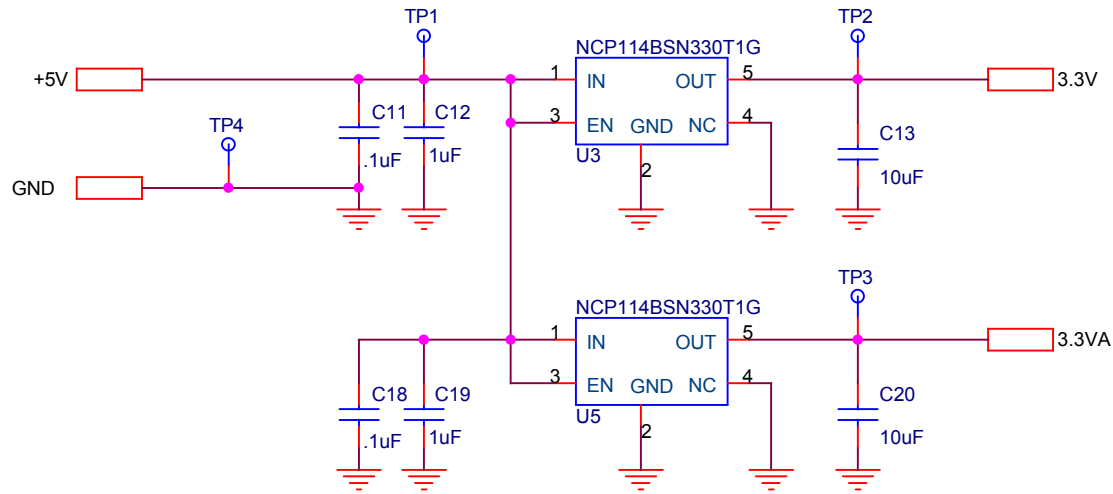 TP1
TP2
NCP114BSN330T1G
+5V
1
IN
OUT
5
3.3V
3
EN
GND
NC
4
C11
C12
C13
TP4
.1uF
1uF
U3
2
10uF
GND
TP3
NCP114BSN330T1G
1
IN
OUT
5
3.3VA
3
EN
GND
NC
4
C18
C19
C20
.1uF
1uF
U5
2
10uF